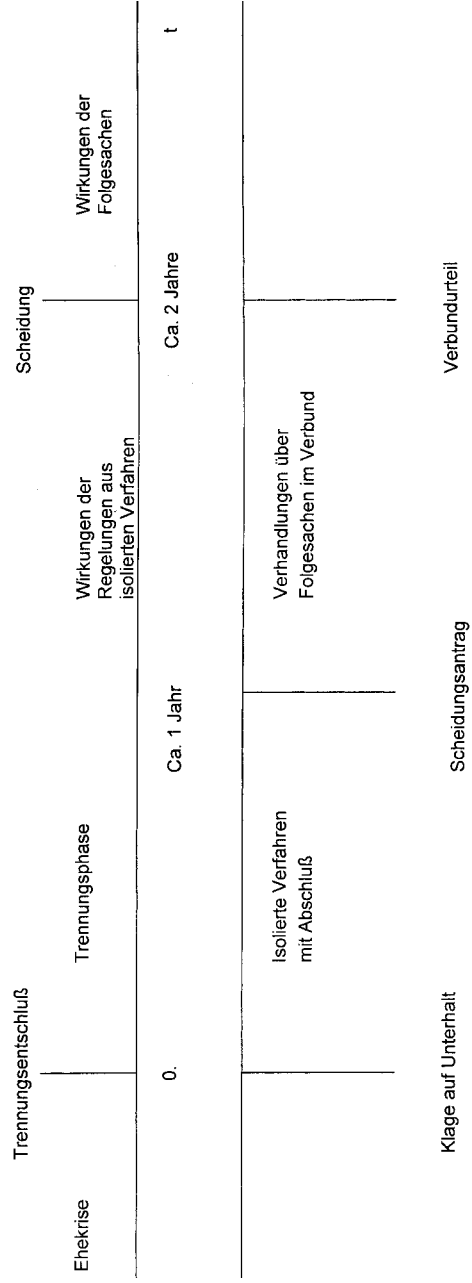 Trennungsentschluß
Scheidung
Ehekrise
Trennungsphase
Wirkungen der
Regelungen aus
isolierten Verfahren
Wirkungen der
Folgesachen
0.
Ca. 1 Jahr
Ca. 2 Jahre
t
Isolierte Verfahren
mit Abschluß
Verhandlungen über
Folgesachen im Verbund
Klage auf Unterhalt
Scheidungsantrag
Verbundurteil